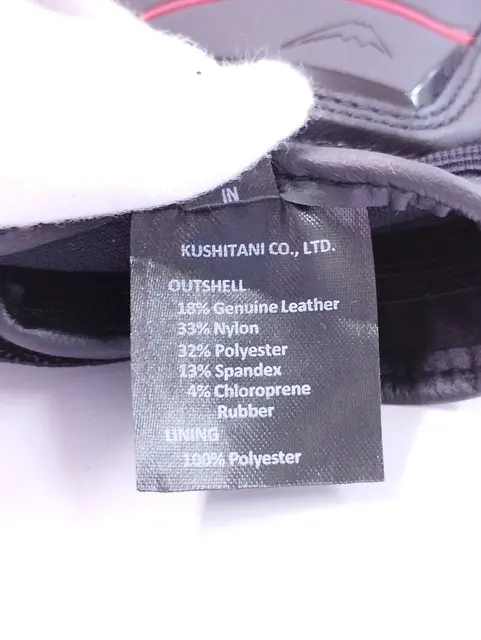 IN
KUSHITANI CO., LTD.
OUTSHELL
18% Genuine Leather
33% Nylon
32% Polyester
13% Spandex
4% Chloroprene
Rubber
LINING
100% Polyester